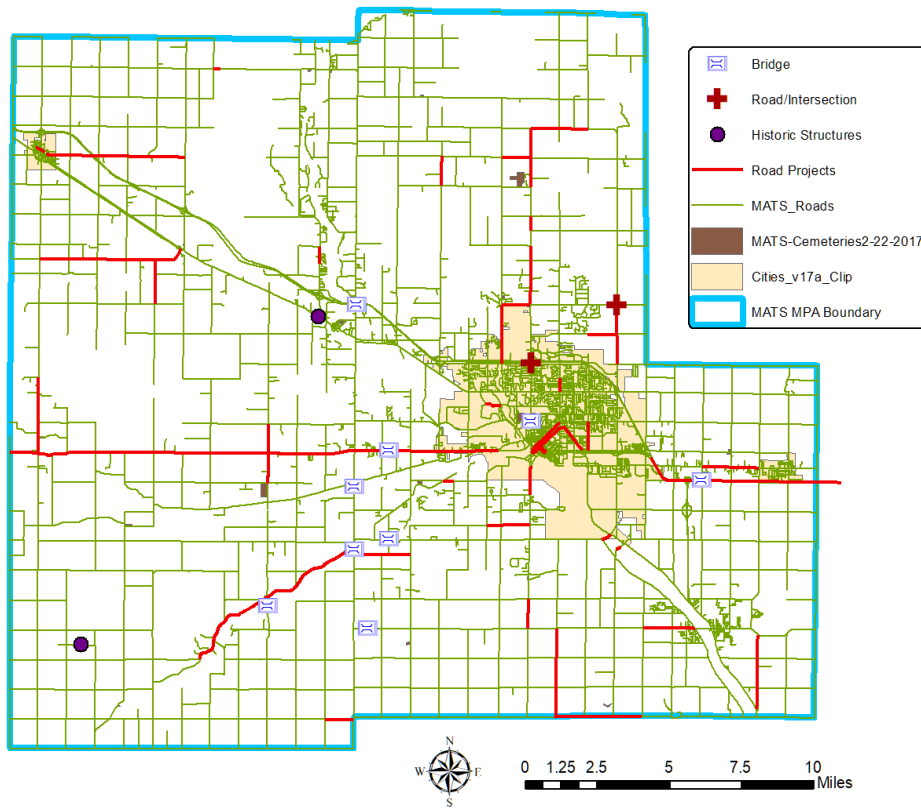 Bridge
Road/Intersection
Historic Structures
Road Projects
MATS_Roads
MATS-Cemeteries2-22-2017
Cities_v17a_Clip
MATS MPA Boundary
N
W E
S
0 1.25 2.5 5 7.5 10
Miles